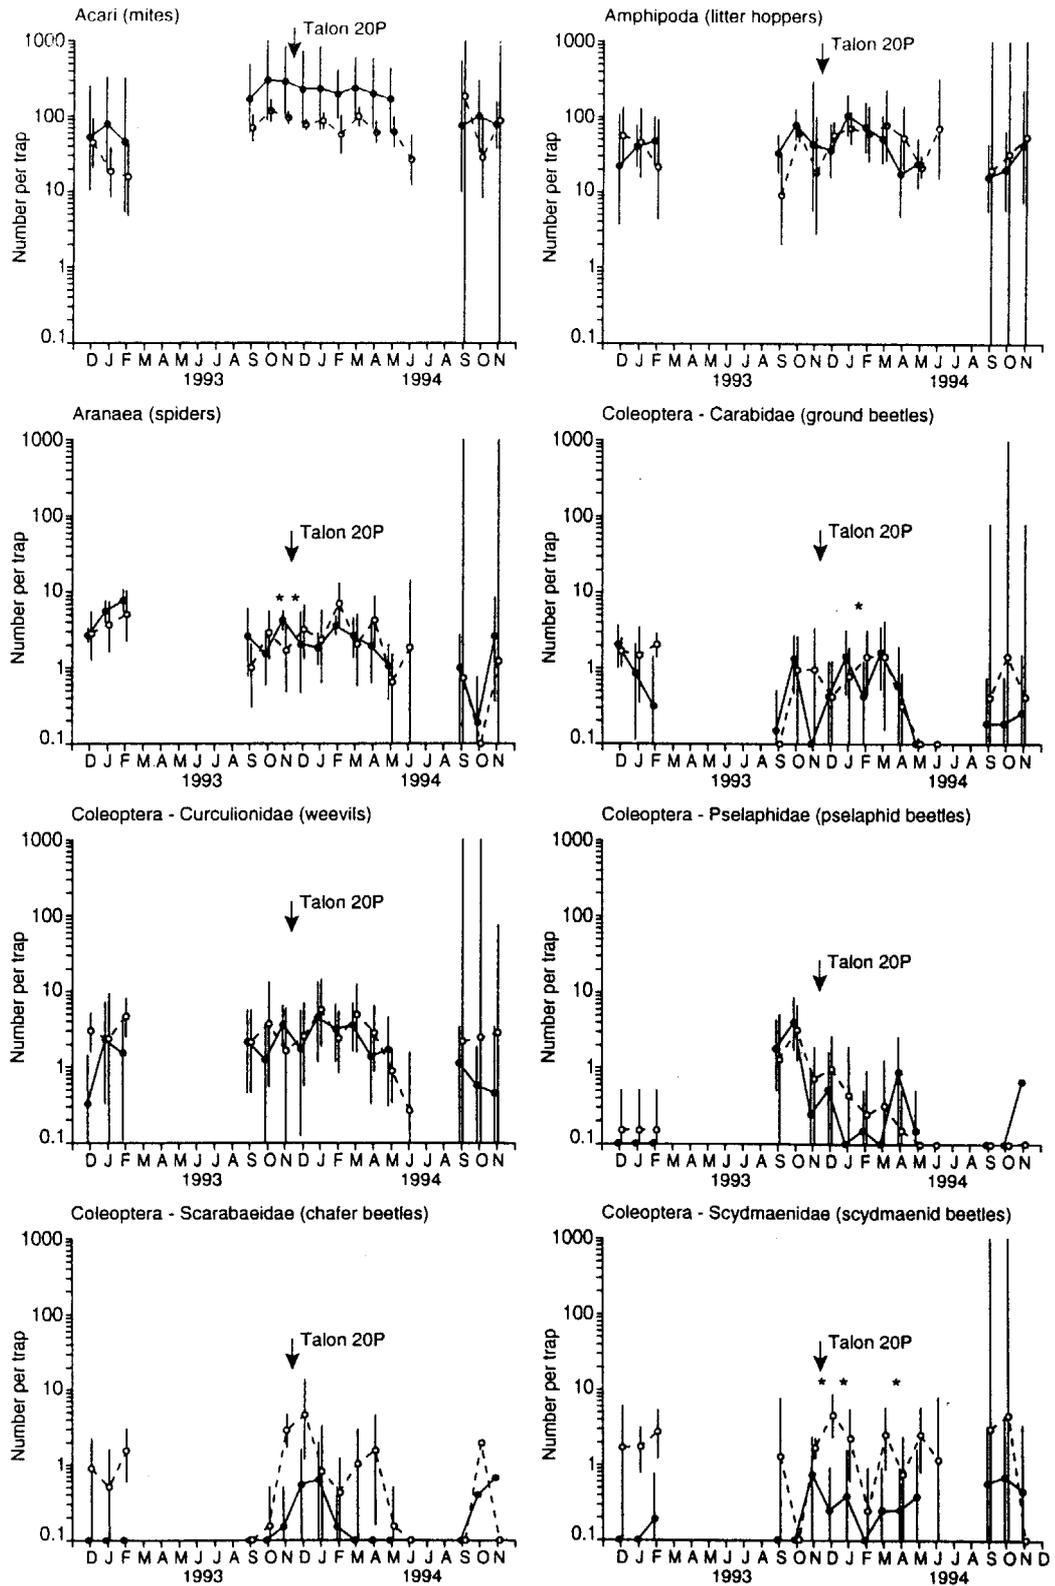 Acari (mites)
Talon 20P
1000
100
10
1
0.1
Number per trap
D J F M A M J J A S O N D J F M A M J J A S O N
1993 1994
Amphipoda (litter hoppers)
Talon 20P
1000
100
10
1
0.1
Number per trap
D J F M A M J J A S O N D J F M A M J J A S O N
1993 1994
Aranaea (spiders)
Talon 20P
* *
1000
100
10
1
0.1
Number per trap
D J F M A M J J A S O N D J F M A M J J A S O N
1993 1994
Coleoptera - Carabidae (ground beetles)
Talon 20P
*
1000
100
10
1
0.1
Number per trap
D J F M A M J J A S O N D J F M A M J J A S O N
1993 1994
Coleoptera - Curculionidae (weevils)
Talon 20P
1000
100
10
1
0.1
Number per trap
D J F M A M J J A S O N D J F M A M J J A S O N
1993 1994
Coleoptera - Pselaphidae (pselaphid beetles)
Talon 20P
1000
100
10
1
0.1
Number per trap
D J F M A M J J A S O N D J F M A M J J A S O N
1993 1994
Coleoptera - Scarabaeidae (chafer beetles)
Talon 20P
1000
100
10
1
0.1
Number per trap
D J F M A M J J A S O N D J F M A M J J A S O N
1993 1994
Coleoptera - Scydmaenidae (scydmaenid beetles)
Talon 20P
* * *
1000
100
10
1
0.1
Number per trap
D J F M A M J J A S O N D J F M A M J J A S O N D
1993 1994